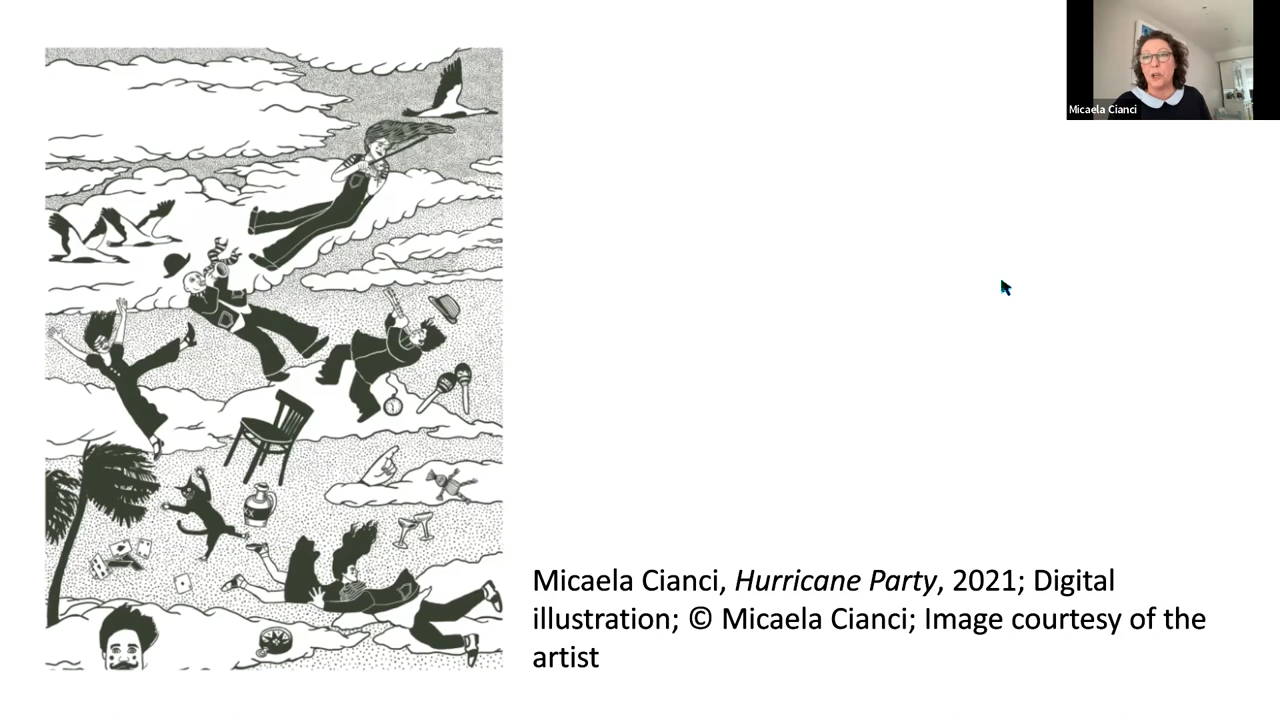 Micaela Cianci
Micaela Cianci, Hurricane Party, 2021; Digital
illustration; © Micaela Cianci; Image courtesy of the
artist